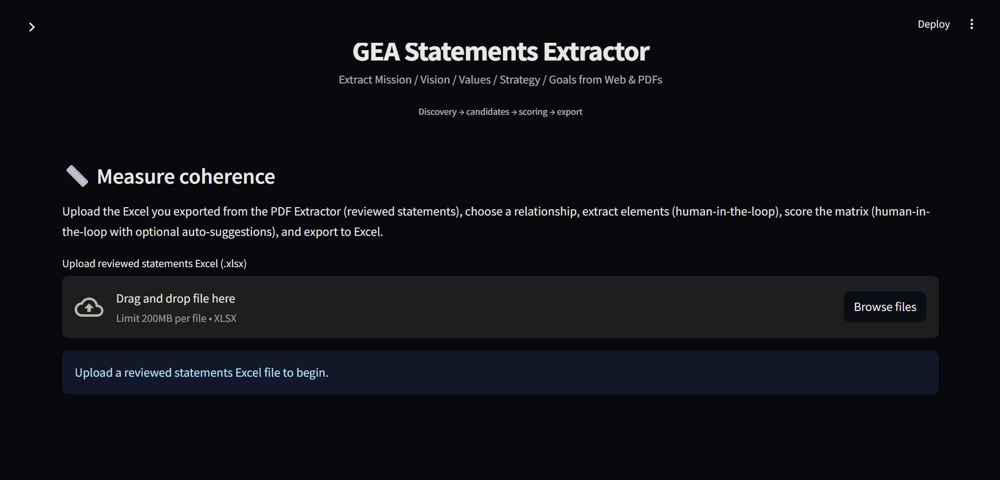 Deploy
GEA Statements Extractor
Extract Mission / Vision / Values / Strategy / Goals from Web & PDFs
Discovery → candidates → scoring → export
Measure coherence
Upload the Excel you exported from the PDF Extractor (reviewed statements), choose a relationship, extract elements (human-in-the-loop), score the matrix (human-in-
the-loop with optional auto-suggestions), and export to Excel.
Upload reviewed statements Excel (.xlsx)
Drag and drop file here
Limit 200MB per file • XLSX
Browse files
Upload a reviewed statements Excel file to begin.